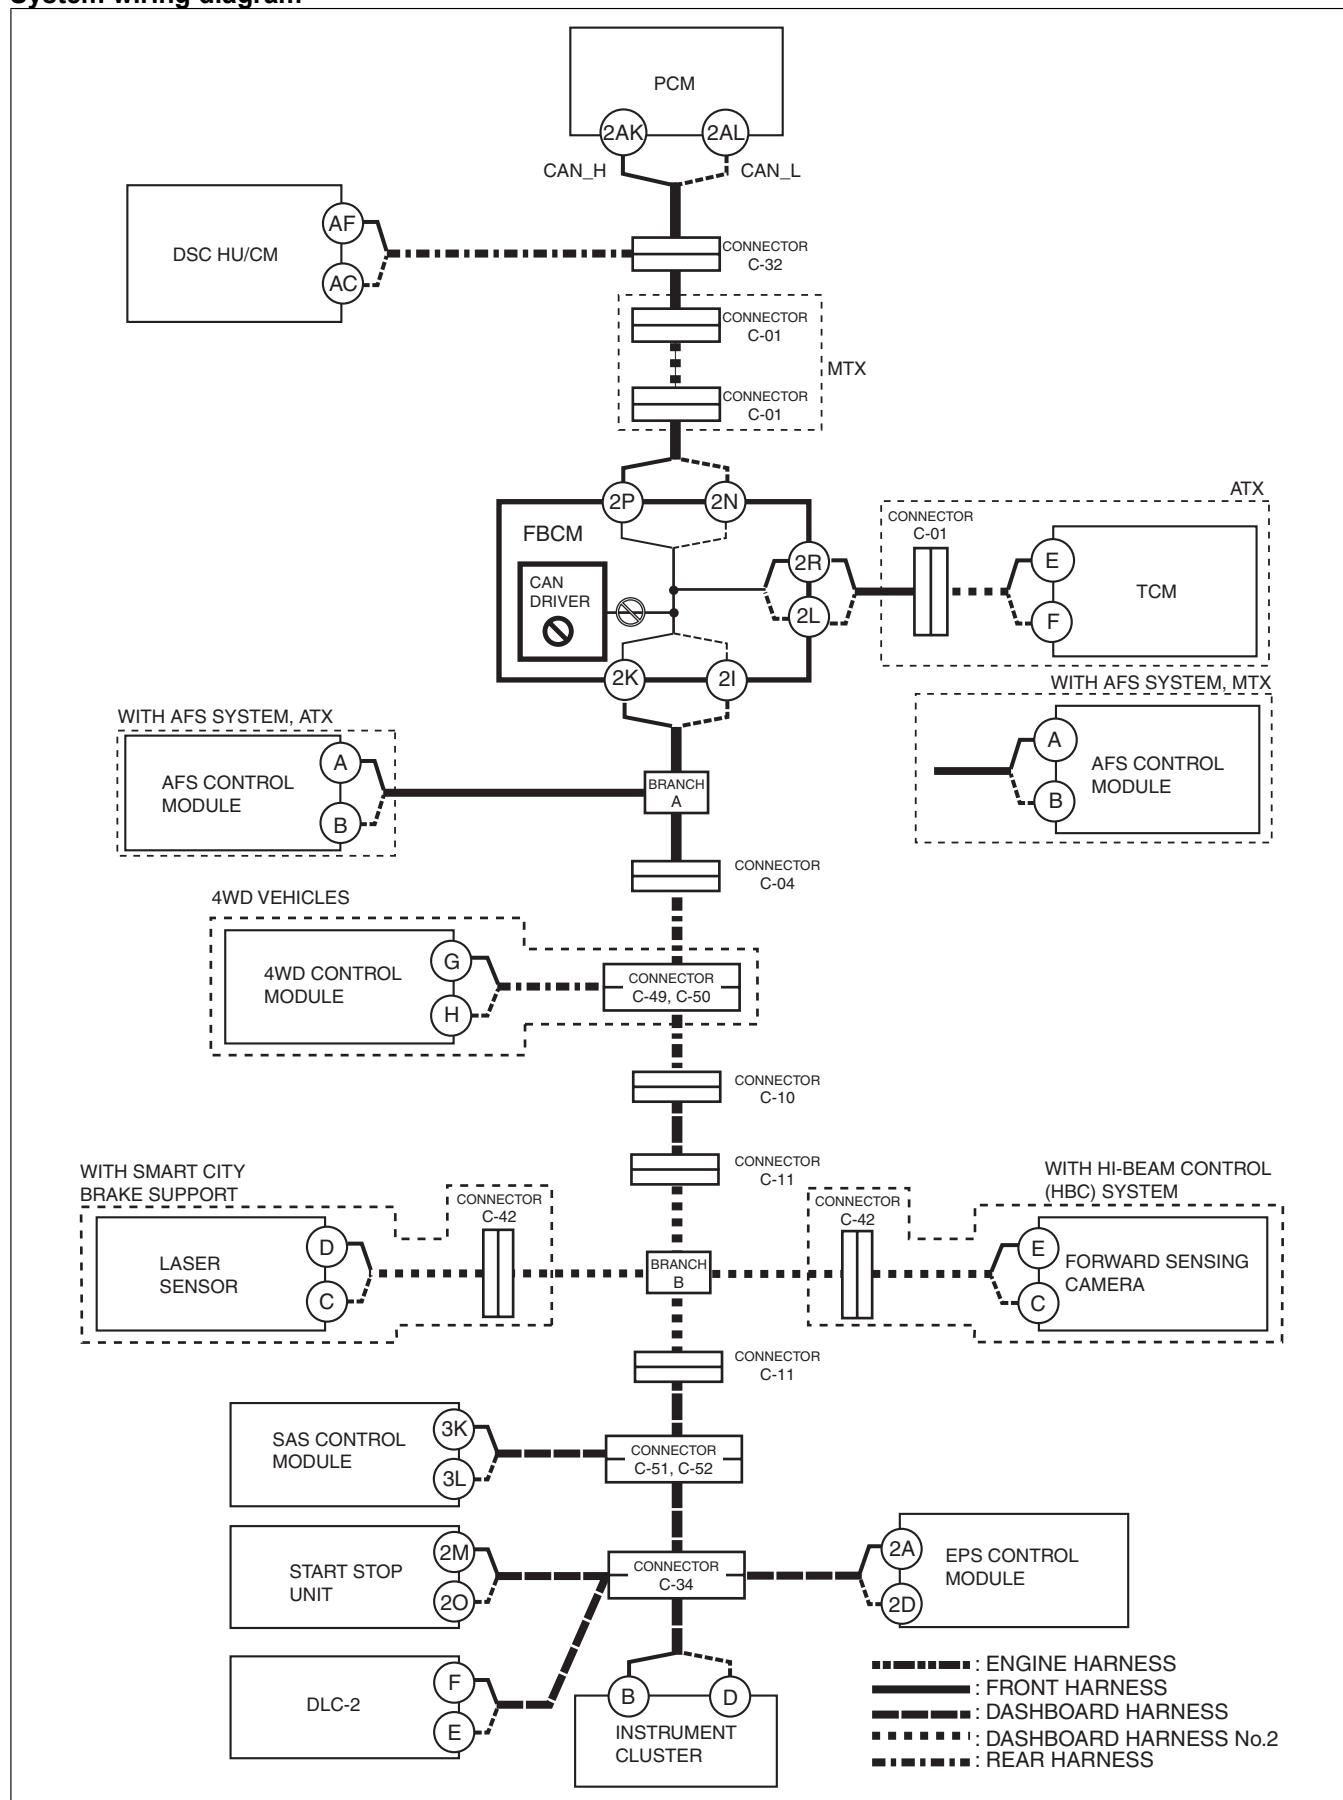 System wiring diagram
PCM
2AK
2AL
CAN_H
CAN_L
DSC HU/CM
AF
AC
CONNECTOR
C-32
CONNECTOR
C-01
MTX
CONNECTOR
C-01
2P
2N
FBCM
CAN
DRIVER
2R
2L
2K
2I
ATX
CONNECTOR
C-01
E
F
TCM
WITH AFS SYSTEM, MTX
A
B
AFS CONTROL
MODULE
WITH AFS SYSTEM, ATX
AFS CONTROL
MODULE
A
B
BRANCH
A
CONNECTOR
C-04
4WD VEHICLES
4WD CONTROL
MODULE
G
H
CONNECTOR
C-49, C-50
CONNECTOR
C-10
CONNECTOR
C-11
WITH SMART CITY
BRAKE SUPPORT
LASER
SENSOR
D
C
CONNECTOR
C-42
BRANCH
B
CONNECTOR
C-42
WITH HI-BEAM CONTROL
(HBC) SYSTEM
E
C
FORWARD SENSING
CAMERA
CONNECTOR
C-11
SAS CONTROL
MODULE
3K
3L
CONNECTOR
C-51, C-52
START STOP
UNIT
2M
2O
CONNECTOR
C-34
2A
2D
EPS CONTROL
MODULE
DLC-2
F
E
B
D
INSTRUMENT
CLUSTER
: ENGINE HARNESS
: FRONT HARNESS
: DASHBOARD HARNESS
: DASHBOARD HARNESS No.2
: REAR HARNESS